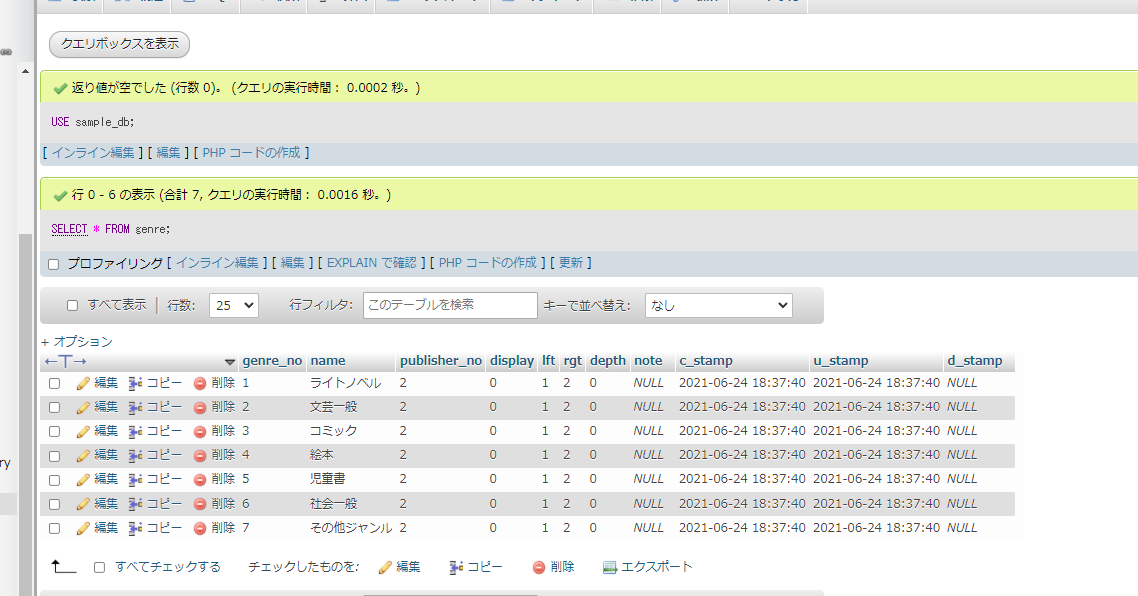 クエリボックスを表示
返り値が空でした (行数 0)。 (クエリの実行時間： 0.0002 秒。)
USE sample_db;
[ インライン編集 ] [ 編集 ] [ PHP コードの作成 ]
行 0 - 6 の表示 (合計 7, クエリの実行時間： 0.0016 秒。)
SELECT * FROM genre;
プロファイリング [ インライン編集 ] [ 編集 ] [ EXPLAIN で確認 ] [ PHP コードの作成 ] [ 更新 ]
すべて表示 | 行数: 25 行フィルタ: このテーブルを検索 キーで並べ替え: なし
+ オプション
←T→ genre_no name publisher_no display lft rgt depth note c_stamp u_stamp d_stamp
編集 コピー 削除 1 ライトノベル 2 0 1 2 0 NULL 2021-06-24 18:37:40 2021-06-24 18:37:40 NULL
編集 コピー 削除 2 文芸一般 2 0 1 2 0 NULL 2021-06-24 18:37:40 2021-06-24 18:37:40 NULL
編集 コピー 削除 3 コミック 2 0 1 2 0 NULL 2021-06-24 18:37:40 2021-06-24 18:37:40 NULL
編集 コピー 削除 4 絵本 2 0 1 2 0 NULL 2021-06-24 18:37:40 2021-06-24 18:37:40 NULL
ry
編集 コピー 削除 5 児童書 2 0 1 2 0 NULL 2021-06-24 18:37:40 2021-06-24 18:37:40 NULL
編集 コピー 削除 6 社会一般 2 0 1 2 0 NULL 2021-06-24 18:37:40 2021-06-24 18:37:40 NULL
編集 コピー 削除 7 その他ジャンル 2 0 1 2 0 NULL 2021-06-24 18:37:40 2021-06-24 18:37:40 NULL
すべてチェックする チェックしたものを: 編集 コピー 削除 エクスポート